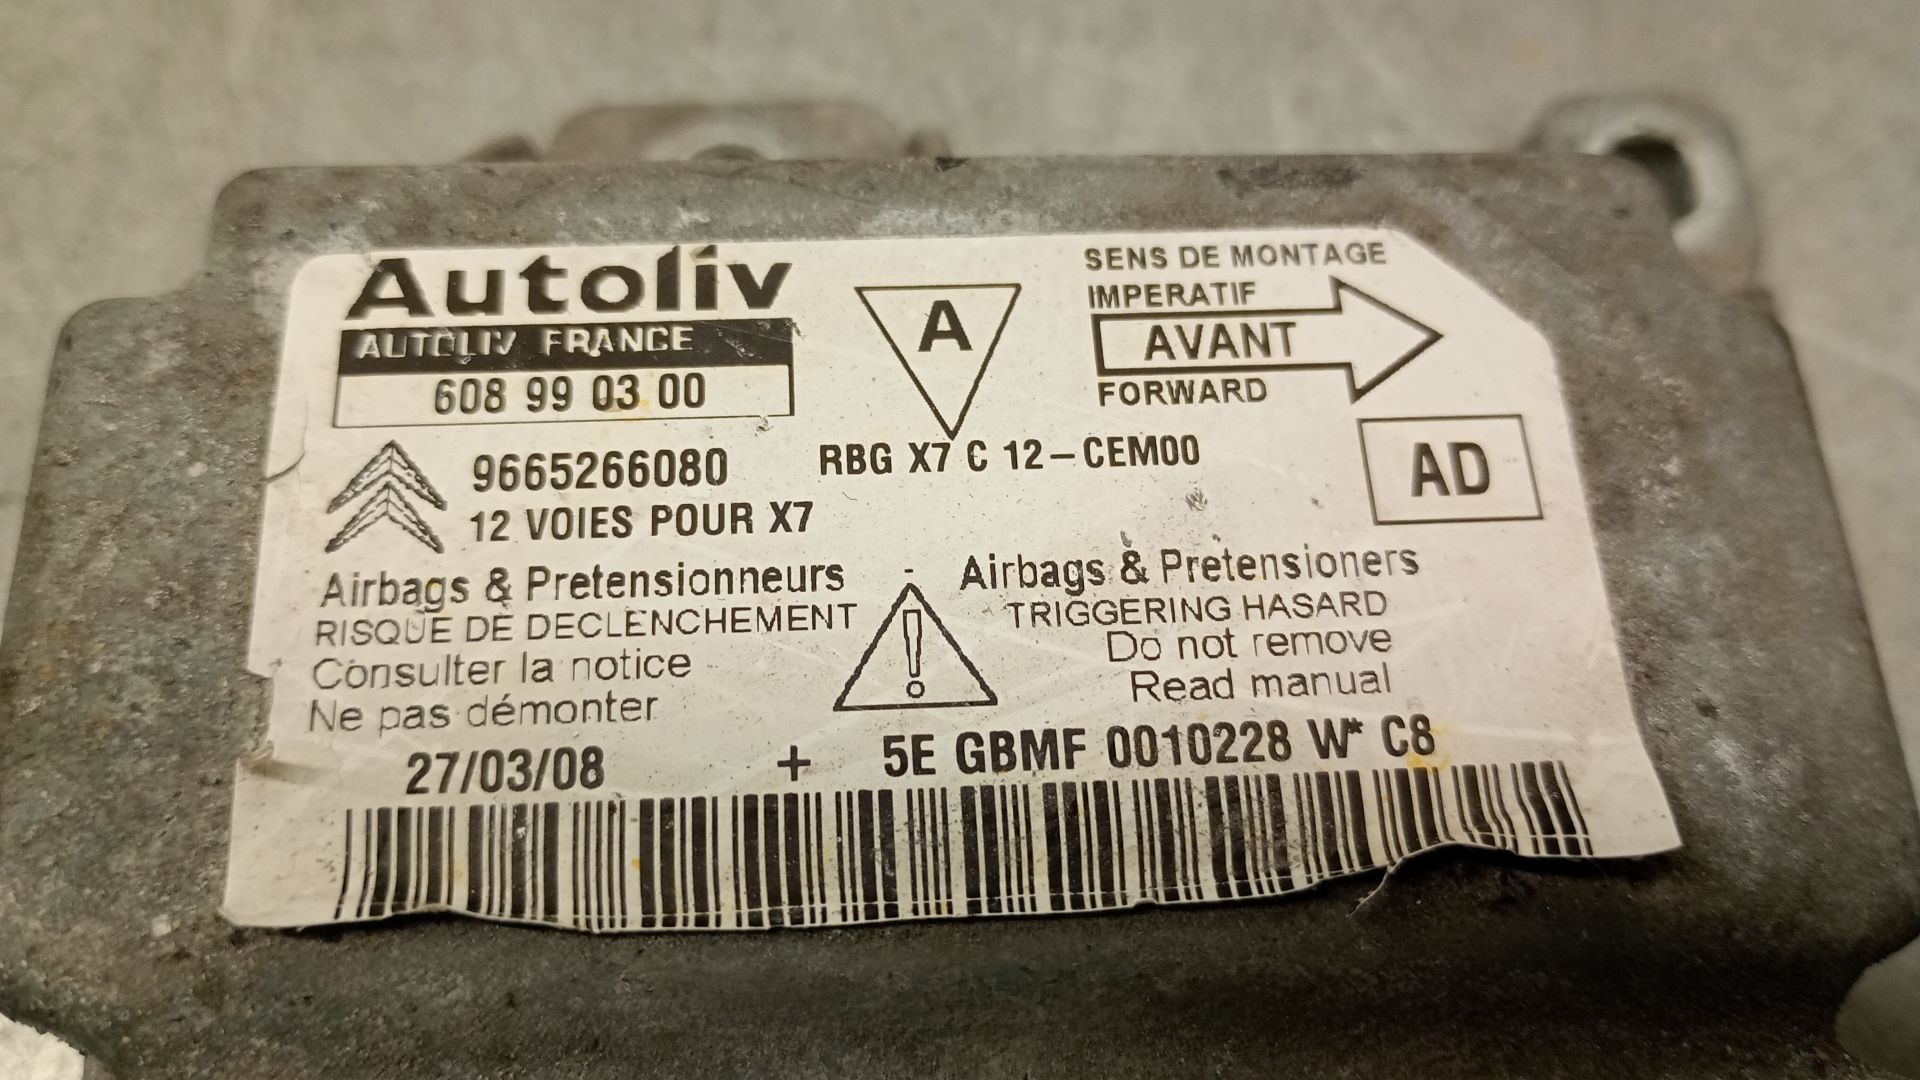 Autoliv
AUTOLIV FRANCE
608 99 03 00
A
SENS DE MONTAGE
IMPERATIF
AVANT
FORWARD
9665266080
RBG X7 C 12-CEM00
12 VOIES POUR X7
AD
Airbags & Pretensionneurs
RISQUE DE DECLENCHEMENT
Consulter la notice
Ne pas démonter
!
Airbags & Pretensioners
TRIGGERING HASARD
Do not remove
Read manual
27/03/08 + 5E GBMF 0010228 W* C8